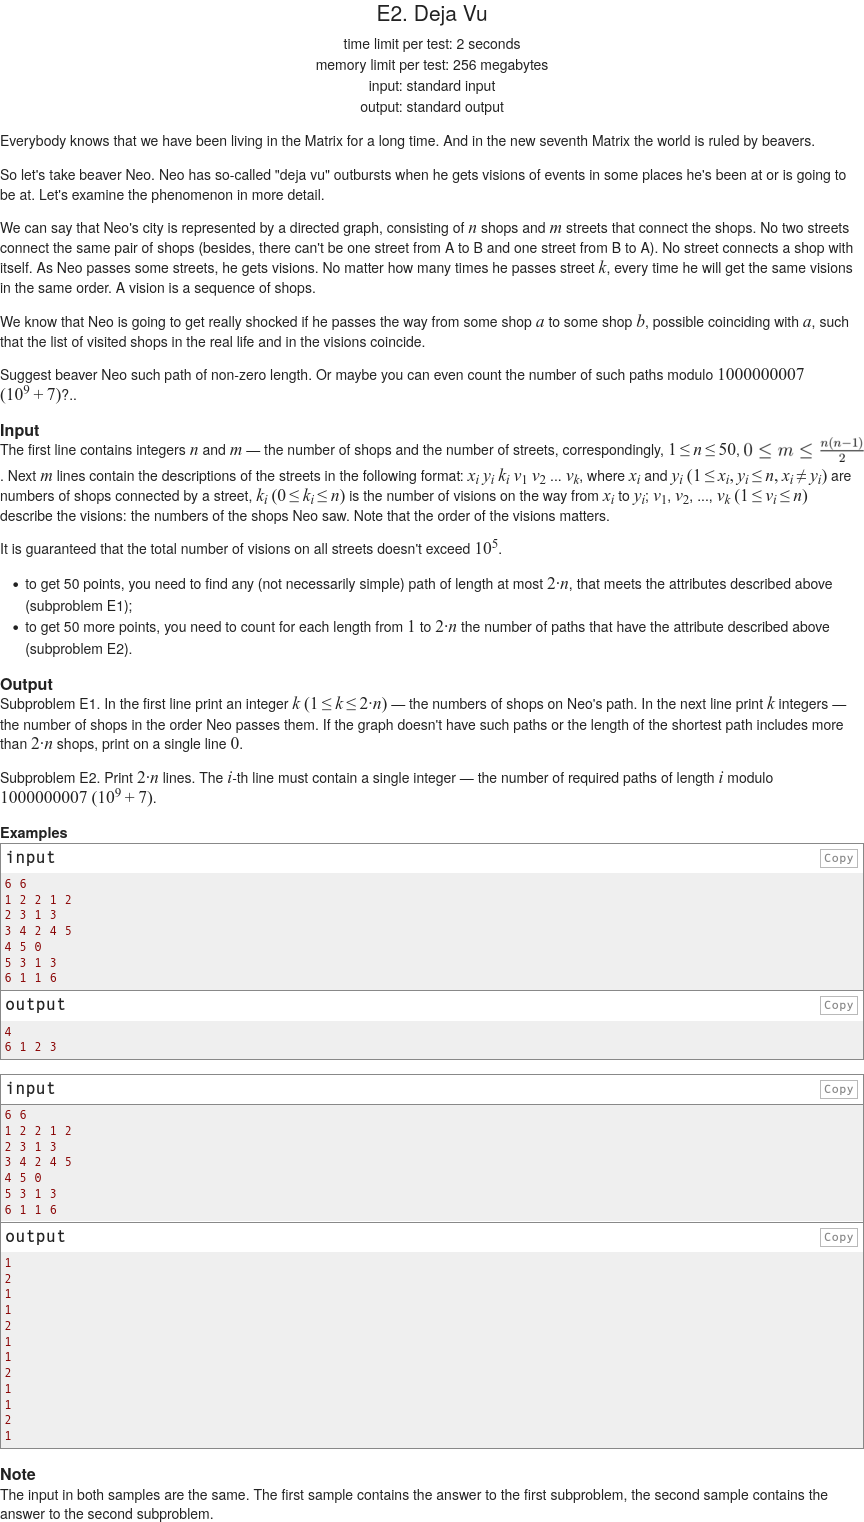 E2. Deja Vu
time limit per test: 2 seconds
memory limit per test: 256 megabytes
input: standard input
output: standard output
Everybody knows that we have been living in the Matrix for a long time. And in the new seventh Matrix the world is ruled by beavers.
So let's take beaver Neo. Neo has so-called "deja vu" outbursts when he gets visions of events in some places he's been at or is going to
be at. Let's examine the phenomenon in more detail.
We can say that Neo's city is represented by a directed graph, consisting of n shops and m streets that connect the shops. No two streets
connect the same pair of shops (besides, there can't be one street from A to B and one street from B to A). No street connects a shop with
itself. As Neo passes some streets, he gets visions. No matter how many times he passes street k, every time he will get the same visions
in the same order. A vision is a sequence of shops.
We know that Neo is going to get really shocked if he passes the way from some shop a to some shop b, possible coinciding with a, such
that the list of visited shops in the real life and in the visions coincide.
Suggest beaver Neo such path of non-zero length. Or maybe you can even count the number of such paths modulo 1000000007
(10^9 + 7)?..
Input
The first line contains integers n and m — the number of shops and the number of streets, correspondingly, 1 ≤ n ≤ 50, 0 ≤ m ≤ n(n−1)/2
. Next m lines contain the descriptions of the streets in the following format: x_i y_i k_i v_1 v_2 ... v_k, where x_i and y_i (1 ≤ x_i, y_i ≤ n, x_i ≠ y_i) are
numbers of shops connected by a street, k_i (0 ≤ k_i ≤ n) is the number of visions on the way from x_i to y_i; v_1, v_2, ..., v_k (1 ≤ v_i ≤ n)
describe the visions: the numbers of the shops Neo saw. Note that the order of the visions matters.
It is guaranteed that the total number of visions on all streets doesn't exceed 10^5.
• to get 50 points, you need to find any (not necessarily simple) path of length at most 2·n, that meets the attributes described above
(subproblem E1);
• to get 50 more points, you need to count for each length from 1 to 2·n the number of paths that have the attribute described above
(subproblem E2).
Output
Subproblem E1. In the first line print an integer k (1 ≤ k ≤ 2·n) — the numbers of shops on Neo's path. In the next line print k integers —
the number of shops in the order Neo passes them. If the graph doesn't have such paths or the length of the shortest path includes more
than 2·n shops, print on a single line 0.
Subproblem E2. Print 2·n lines. The i-th line must contain a single integer — the number of required paths of length i modulo
1000000007 (10^9 + 7).
Examples
input
Copy
6 6
1 2 2 1 2
2 3 1 3
3 4 2 4 5
4 5 0
5 3 1 3
6 1 1 6
output
Copy
4
6 1 2 3
input
Copy
6 6
1 2 2 1 2
2 3 1 3
3 4 2 4 5
4 5 0
5 3 1 3
6 1 1 6
output
Copy
1
2
1
1
2
1
1
2
1
1
2
1
Note
The input in both samples are the same. The first sample contains the answer to the first subproblem, the second sample contains the
answer to the second subproblem.